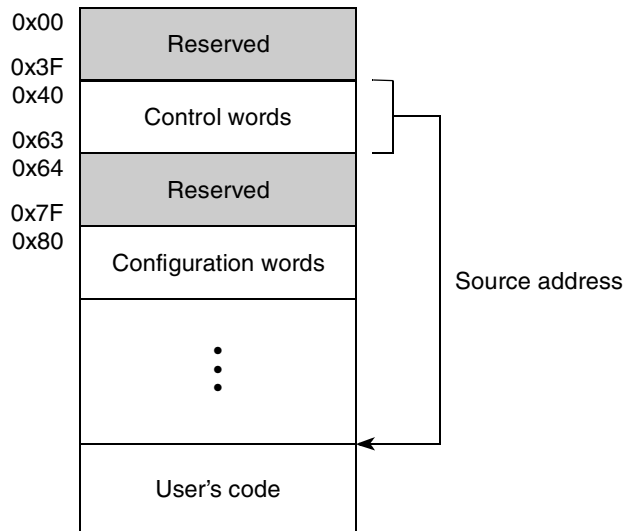 0x00
Reserved
0x3F
0x40
Control words
0x63
0x64
Reserved
0x7F
0x80
Configuration words
Source address
User's code